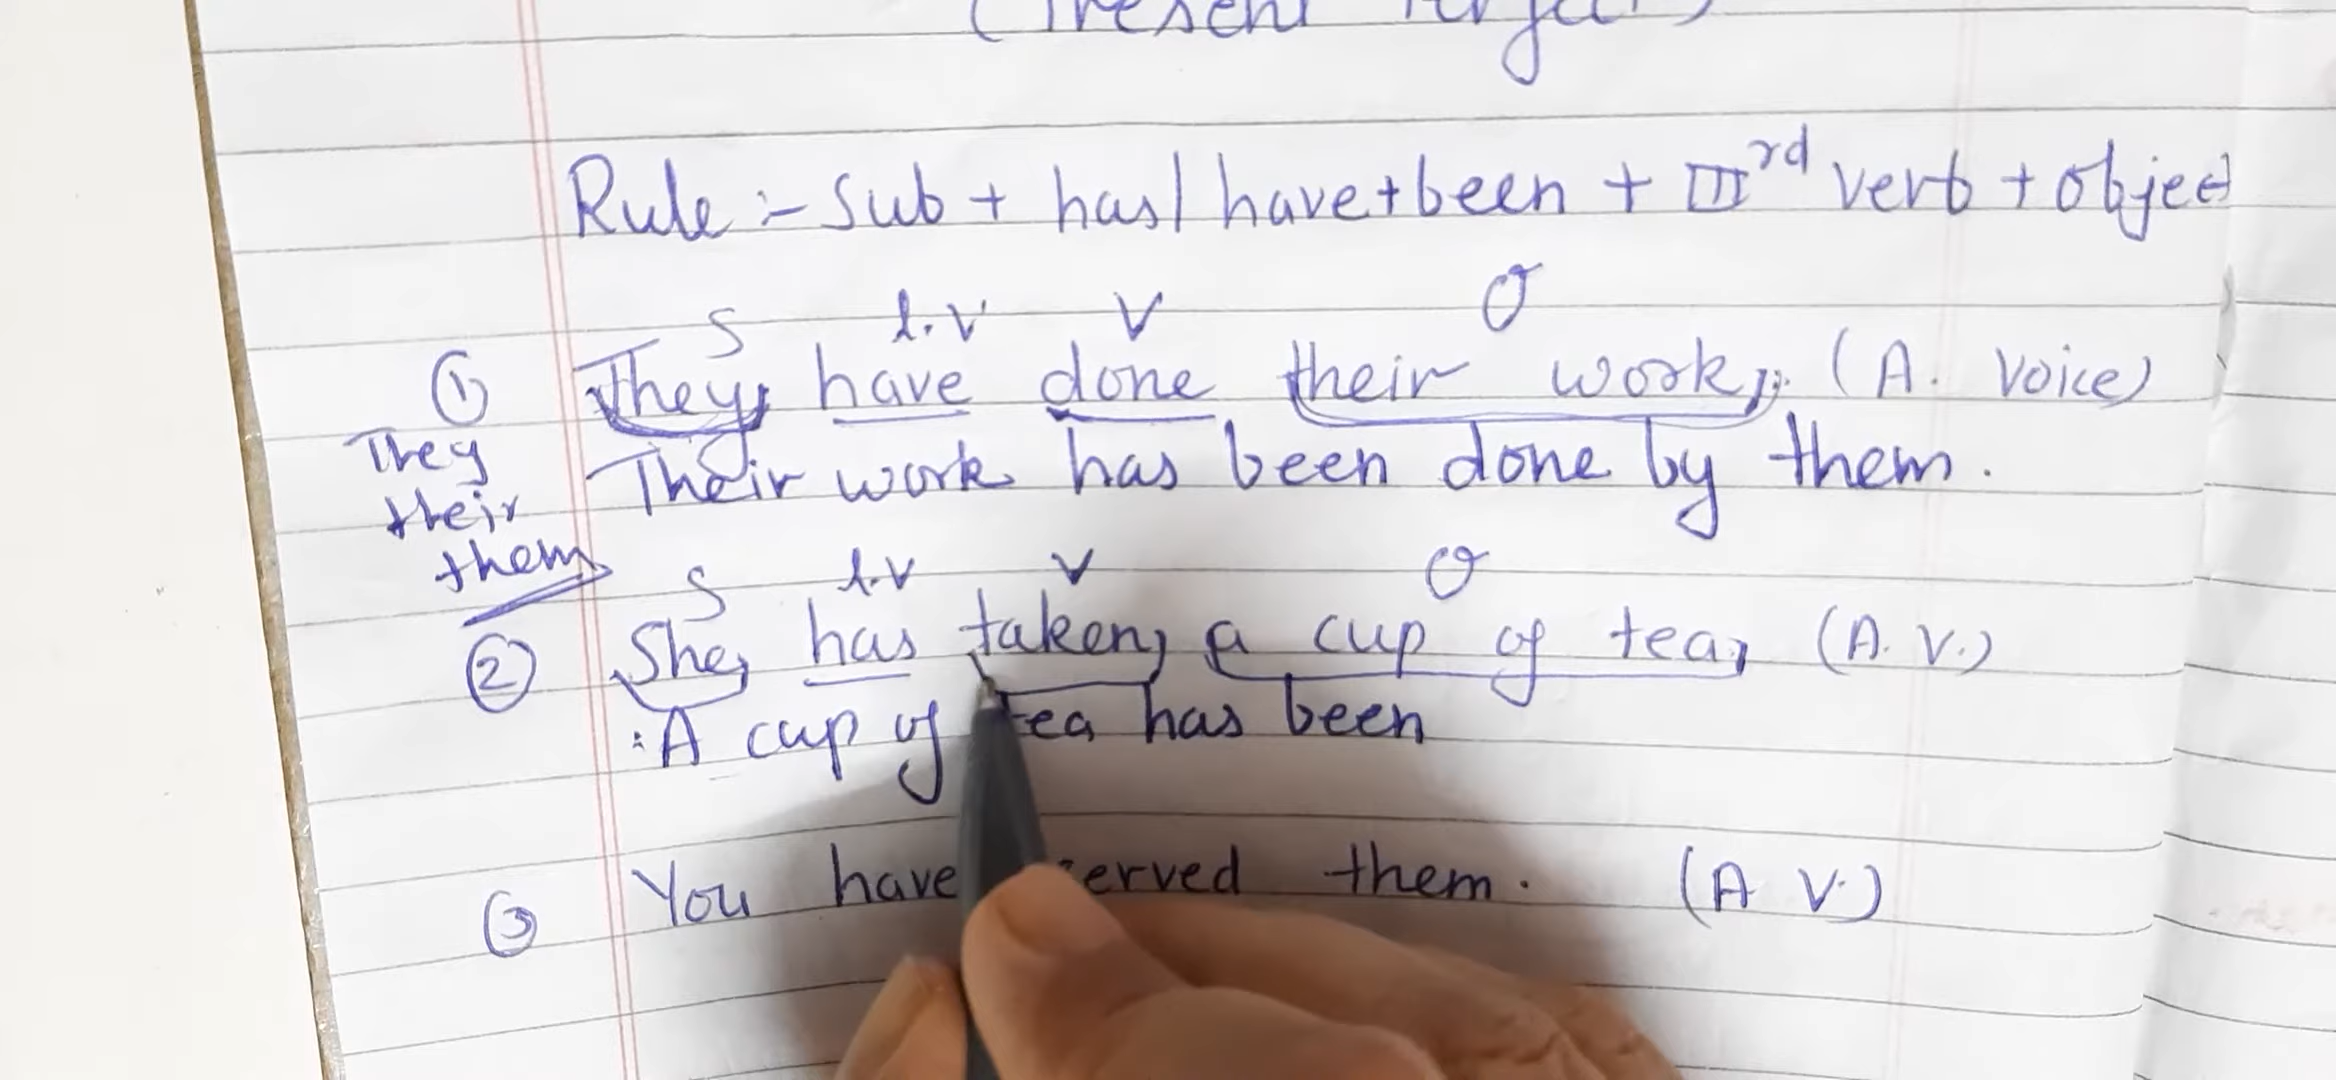 (Present Perfect)
Rule :- Sub + has / have + been + IIIrd verb + object
S h.v V O
① They have done their work. (A. Voice)
They Their work has been done by them.
their
them
S h.v V O
② She has taken a cup of tea, (A. V.)
: A cup of tea has been
③ You have served them. (A V.)